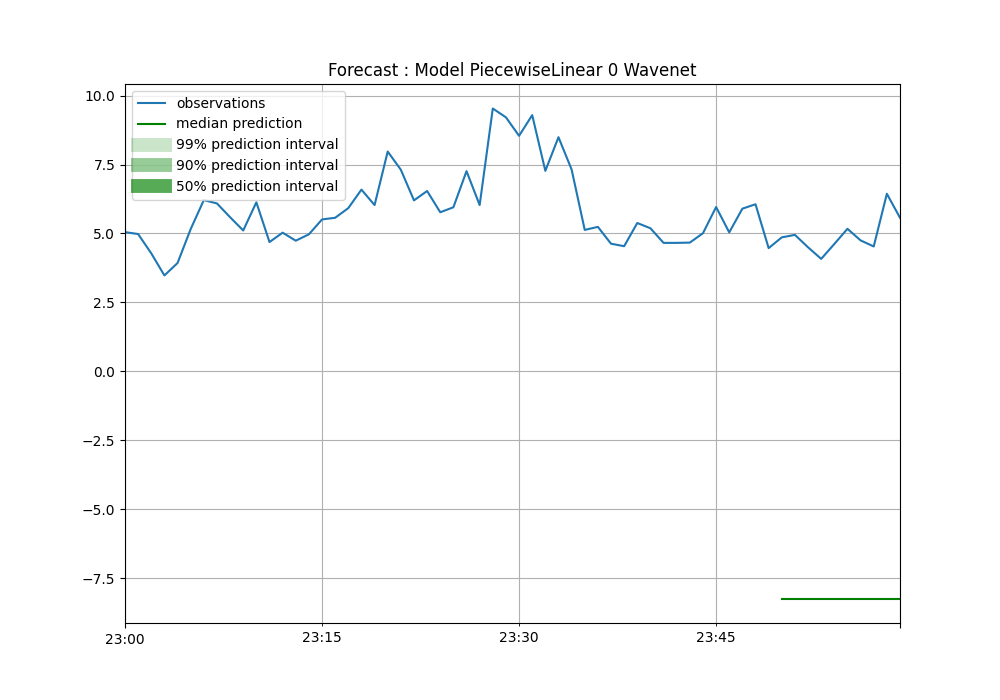 Forecast : Model PiecewiseLinear 0 Wavenet
10.0
7.5
5.0
2.5
0.0
−2.5
−5.0
−7.5
observations
median prediction
99% prediction interval
90% prediction interval
50% prediction interval
23:00
23:15
23:30
23:45